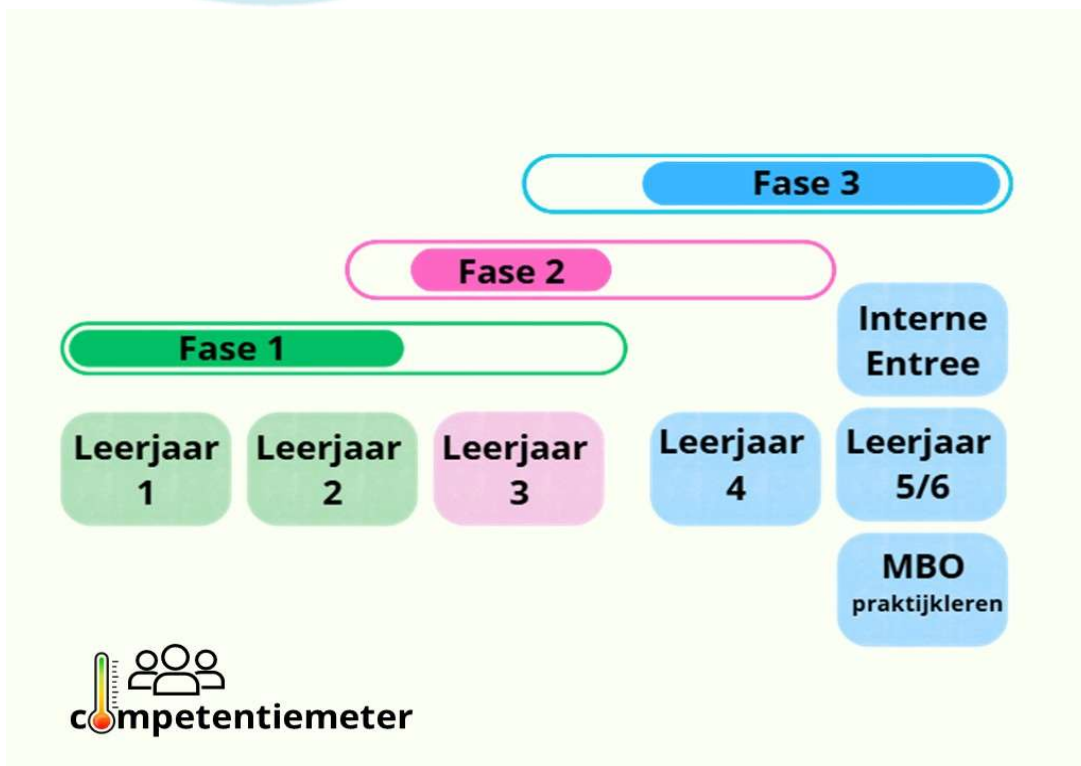 Fase 3
Fase 2
Fase 1
Interne
Entree
Leerjaar
1
Leerjaar
2
Leerjaar
3
Leerjaar
4
Leerjaar
5/6
MBO
praktijkleren
competentiemeter